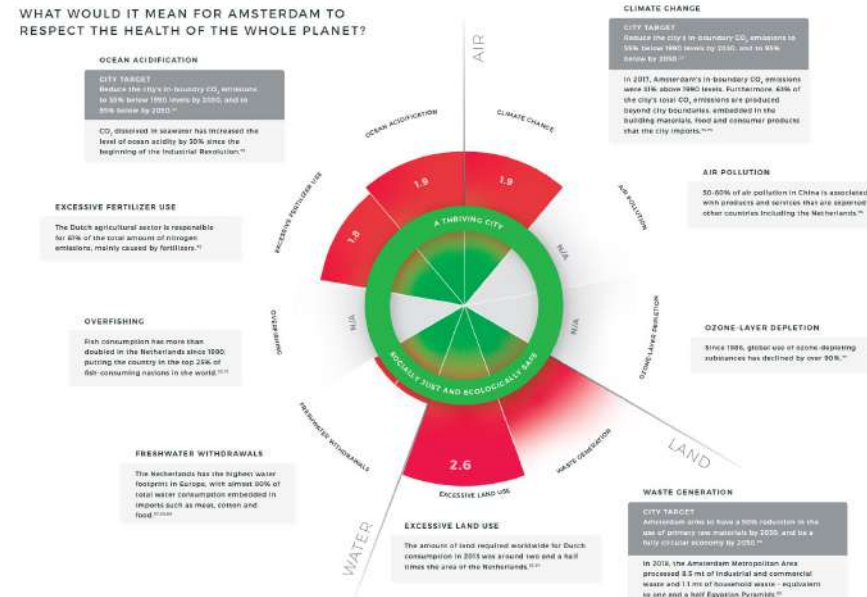 WHAT WOULD IT MEAN FOR AMSTERDAM TO
RESPECT THE HEALTH OF THE WHOLE PLANET?
OCEAN ACIDIFICATION
CITY TARGET
Reduce the city's in-boundary CO₂ emissions
to 55% below 1990 levels by 2030, and to
95% below by 2050.
CO₂ dissolved in seawater has increased the
level of ocean acidity by 30% since the
beginning of the Industrial Revolution.
EXCESSIVE FERTILIZER USE
The Dutch agricultural sector is responsible
for 61% of the total amount of nitrogen
emissions, mainly caused by fertilizers.
OVERFISHING
Fish consumption has more than
doubled in the Netherlands since 1990;
putting the country in the top 25% of
fish-consuming nations in the world.
FRESHWATER WITHDRAWALS
The Netherlands has the highest water
footprint in Europe, with almost 90% of
total water consumption embedded in
imports such as meat, cotton and
food.
AIR
OCEAN ACIDIFICATION
CLIMATE CHANGE
EXCESSIVE FERTILIZER USE
AIR POLLUTION
1.9
1.9
1.8
N/A
A THRIVING CITY
SOCIALLY JUST AND ECOLOGICALLY SAFE
N/A
N/A
OVERFISHING
OZONE-LAYER DEPLETION
FRESHWATER WITHDRAWALS
WASTE GENERATION
2.6
EXCESSIVE LAND USE
LAND
WATER
EXCESSIVE LAND USE
The amount of land required worldwide for Dutch
consumption in 2013 was around two and a half
times the area of the Netherlands.
CLIMATE CHANGE
CITY TARGET
Reduce the city's in-boundary CO₂ emissions to
55% below 1990 levels by 2030, and to 95%
below by 2050.
In 2017, Amsterdam's in-boundary CO₂ emissions
were 31% above 1990 levels. Furthermore, 63% of
the city's total CO₂ emissions are produced
beyond city boundaries, embedded in the
building materials, food and consumer products
that the city imports.
AIR POLLUTION
50-60% of air pollution in China is associated
with products and services that are exported
other countries including the Netherlands.
OZONE-LAYER DEPLETION
Since 1986, global use of ozone-depleting
substances has declined by over 90%.
WASTE GENERATION
CITY TARGET
Amsterdam aims to have a 50% reduction in the
use of primary raw materials by 2030, and be a
fully circular economy by 2050.
In 2018, the Amsterdam Metropolitan Area
processed 8.5 mt of industrial and commercial
waste and 1.1 mt of household waste - equivalent
to one and a half Egyptian Pyramids.